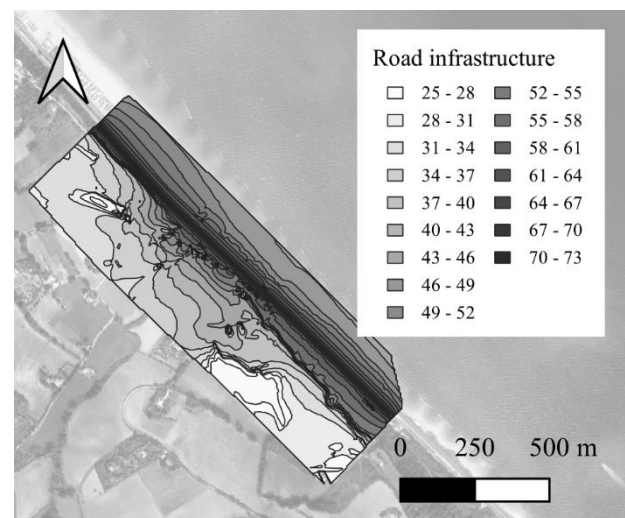 Road infrastructure
25 - 28 52 - 55
28 - 31 55 - 58
31 - 34 58 - 61
34 - 37 61 - 64
37 - 40 64 - 67
40 - 43 67 - 70
43 - 46 70 - 73
46 - 49
49 - 52
0 250 500 m